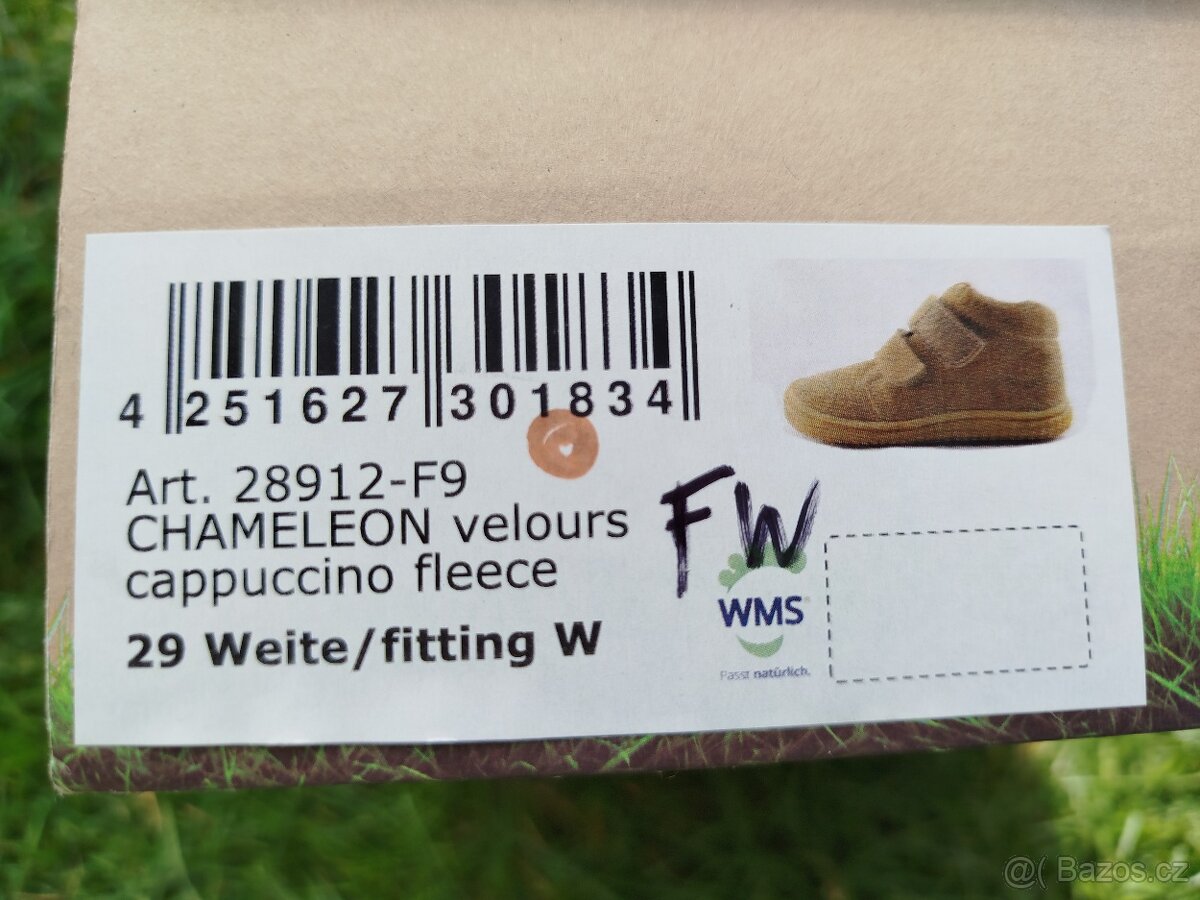 4 251627 301834
Art. 28912-F9
CHAMELEON velours
cappuccino fleece
29 Weite/fitting W
FW
WMS
Passt natürlich.
@( Bazos.cz